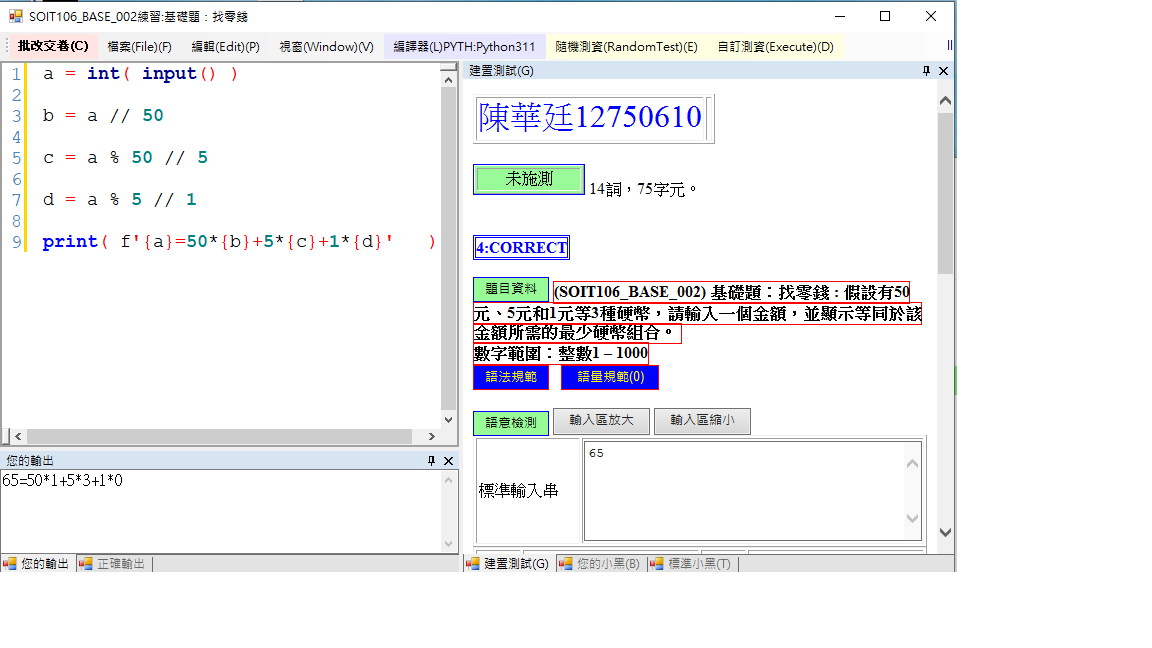 SOIT106_BASE_002練習:基礎題：找零錢
批改交卷(C) 檔案(File)(F) 編輯(Edit)(P) 視窗(Window)(V) 編譯器(L)PYTH:Python311 隨機測資(RandomTest)(E) 自訂測資(Execute)(D)
1 a = int( input() )
2
3 b = a // 50
4
5 c = a % 50 // 5
6
7 d = a % 5 // 1
8
9 print( f'{a}=50*{b}+5*{c}+1*{d}' )
您的輸出
65=50*1+5*3+1*0
您的輸出 正確輸出
建置測試(G)
陳華廷12750610
未施測 14詞，75字元。
4:CORRECT
題目資料 (SOIT106_BASE_002) 基礎題：找零錢 : 假設有50
元、5元和1元等3種硬幣，請輸入一個金額，並顯示等同於該
金額所需的最少硬幣組合。
數字範圍：整數1 – 1000
語法規範 語量規範(0)
語意檢測 輸入區放大 輸入區縮小
標準輸入串 65
建置測試(G) 您的小黑(B) 標準小黑(T)